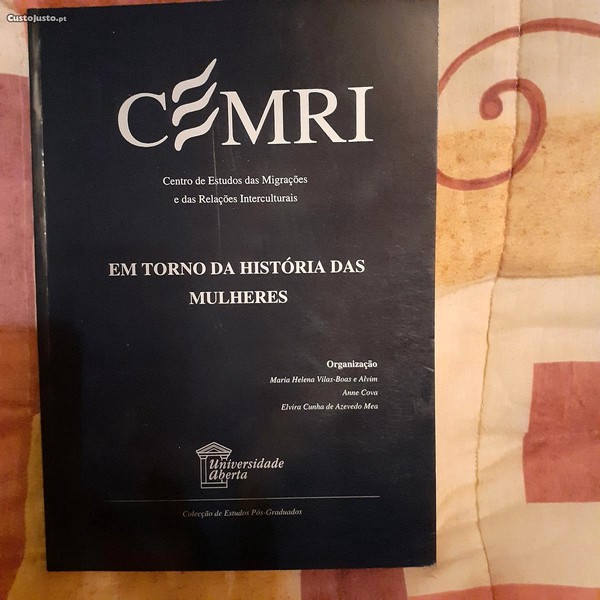 CustoJusto.pt
CEMRI
Centro de Estudos das Migrações
e das Relações Interculturais
EM TORNO DA HISTÓRIA DAS
MULHERES
Organização
Maria Helena Vilas-Boas e Alvim
Anne Cova
Elvira Cunha de Azevedo Mea
Universidade
Aberta
Colecção de Estudos Pós-Graduados